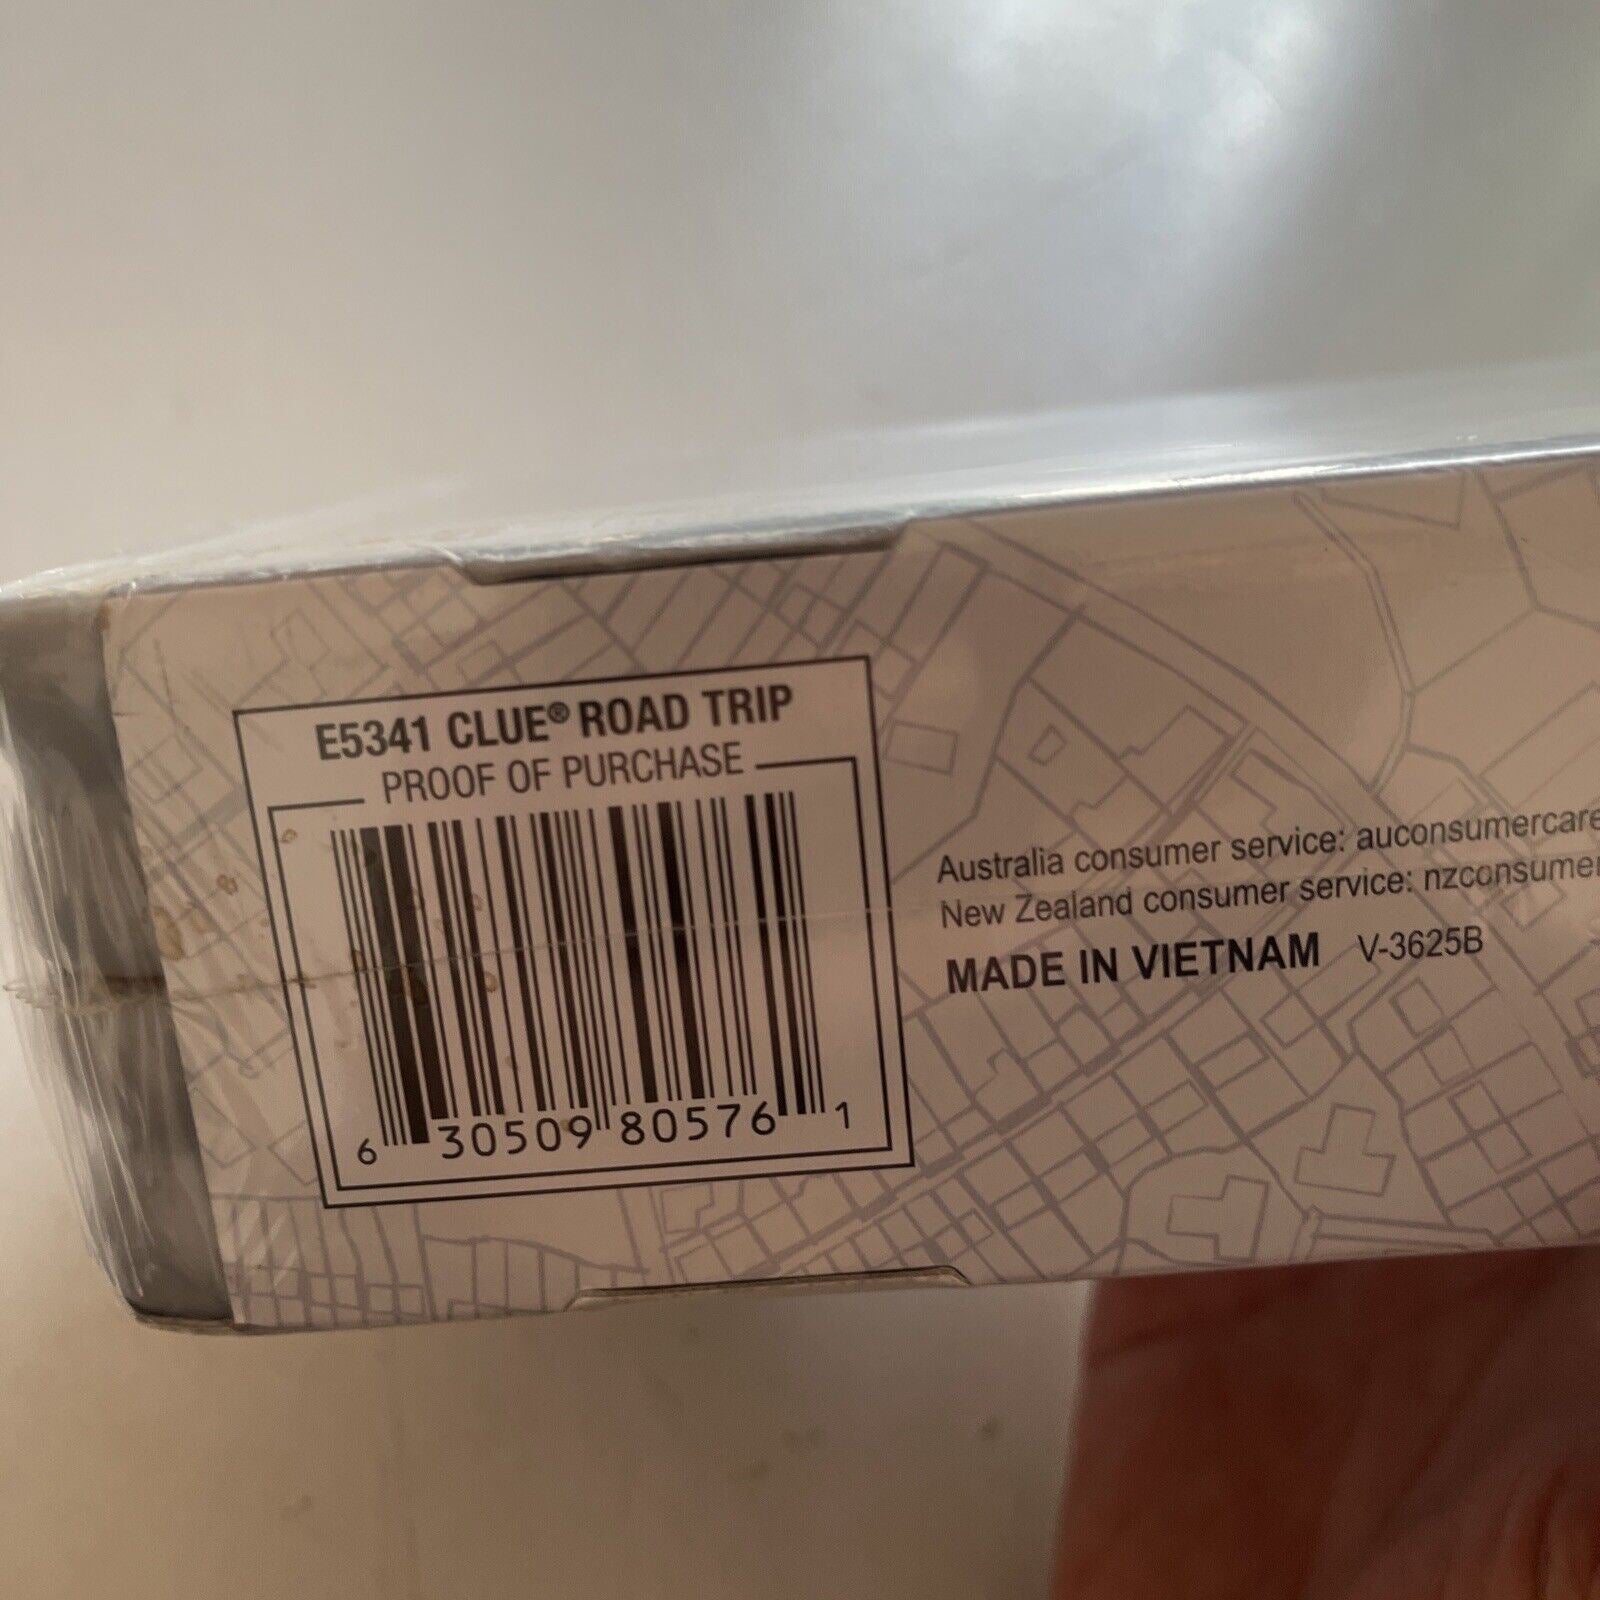 E5341 CLUE® ROAD TRIP
PROOF OF PURCHASE
6 30509 80576 1
Australia consumer service: auconsumercare
New Zealand consumer service: nzconsumer
MADE IN VIETNAM V-3625B